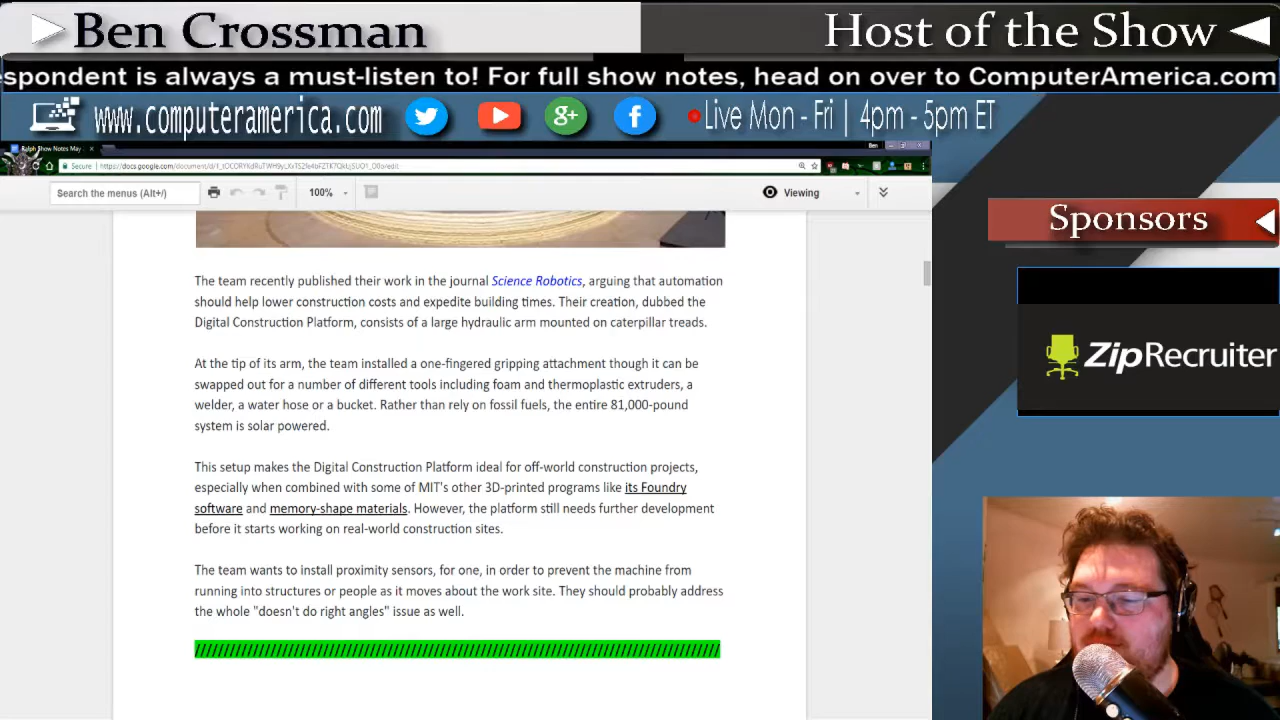 Ben Crossman
Host of the Show
espondent is always a must-listen to! For full show notes, head on over to ComputerAmerica.com
www.computeramerica.com
Live Mon - Fri | 4pm - 5pm ET
Ralph Show Notes May
Ben
Secure
Search the menus (Alt+/)
100%
Viewing
Sponsors
ZipRecruiter
The team recently published their work in the journal Science Robotics, arguing that automation
should help lower construction costs and expedite building times. Their creation, dubbed the
Digital Construction Platform, consists of a large hydraulic arm mounted on caterpillar treads.
At the tip of its arm, the team installed a one-fingered gripping attachment though it can be
swapped out for a number of different tools including foam and thermoplastic extruders, a
welder, a water hose or a bucket. Rather than rely on fossil fuels, the entire 81,000-pound
system is solar powered.
This setup makes the Digital Construction Platform ideal for off-world construction projects,
especially when combined with some of MIT's other 3D-printed programs like its Foundry
software and memory-shape materials. However, the platform still needs further development
before it starts working on real-world construction sites.
The team wants to install proximity sensors, for one, in order to prevent the machine from
running into structures or people as it moves about the work site. They should probably address
the whole "doesn't do right angles" issue as well.